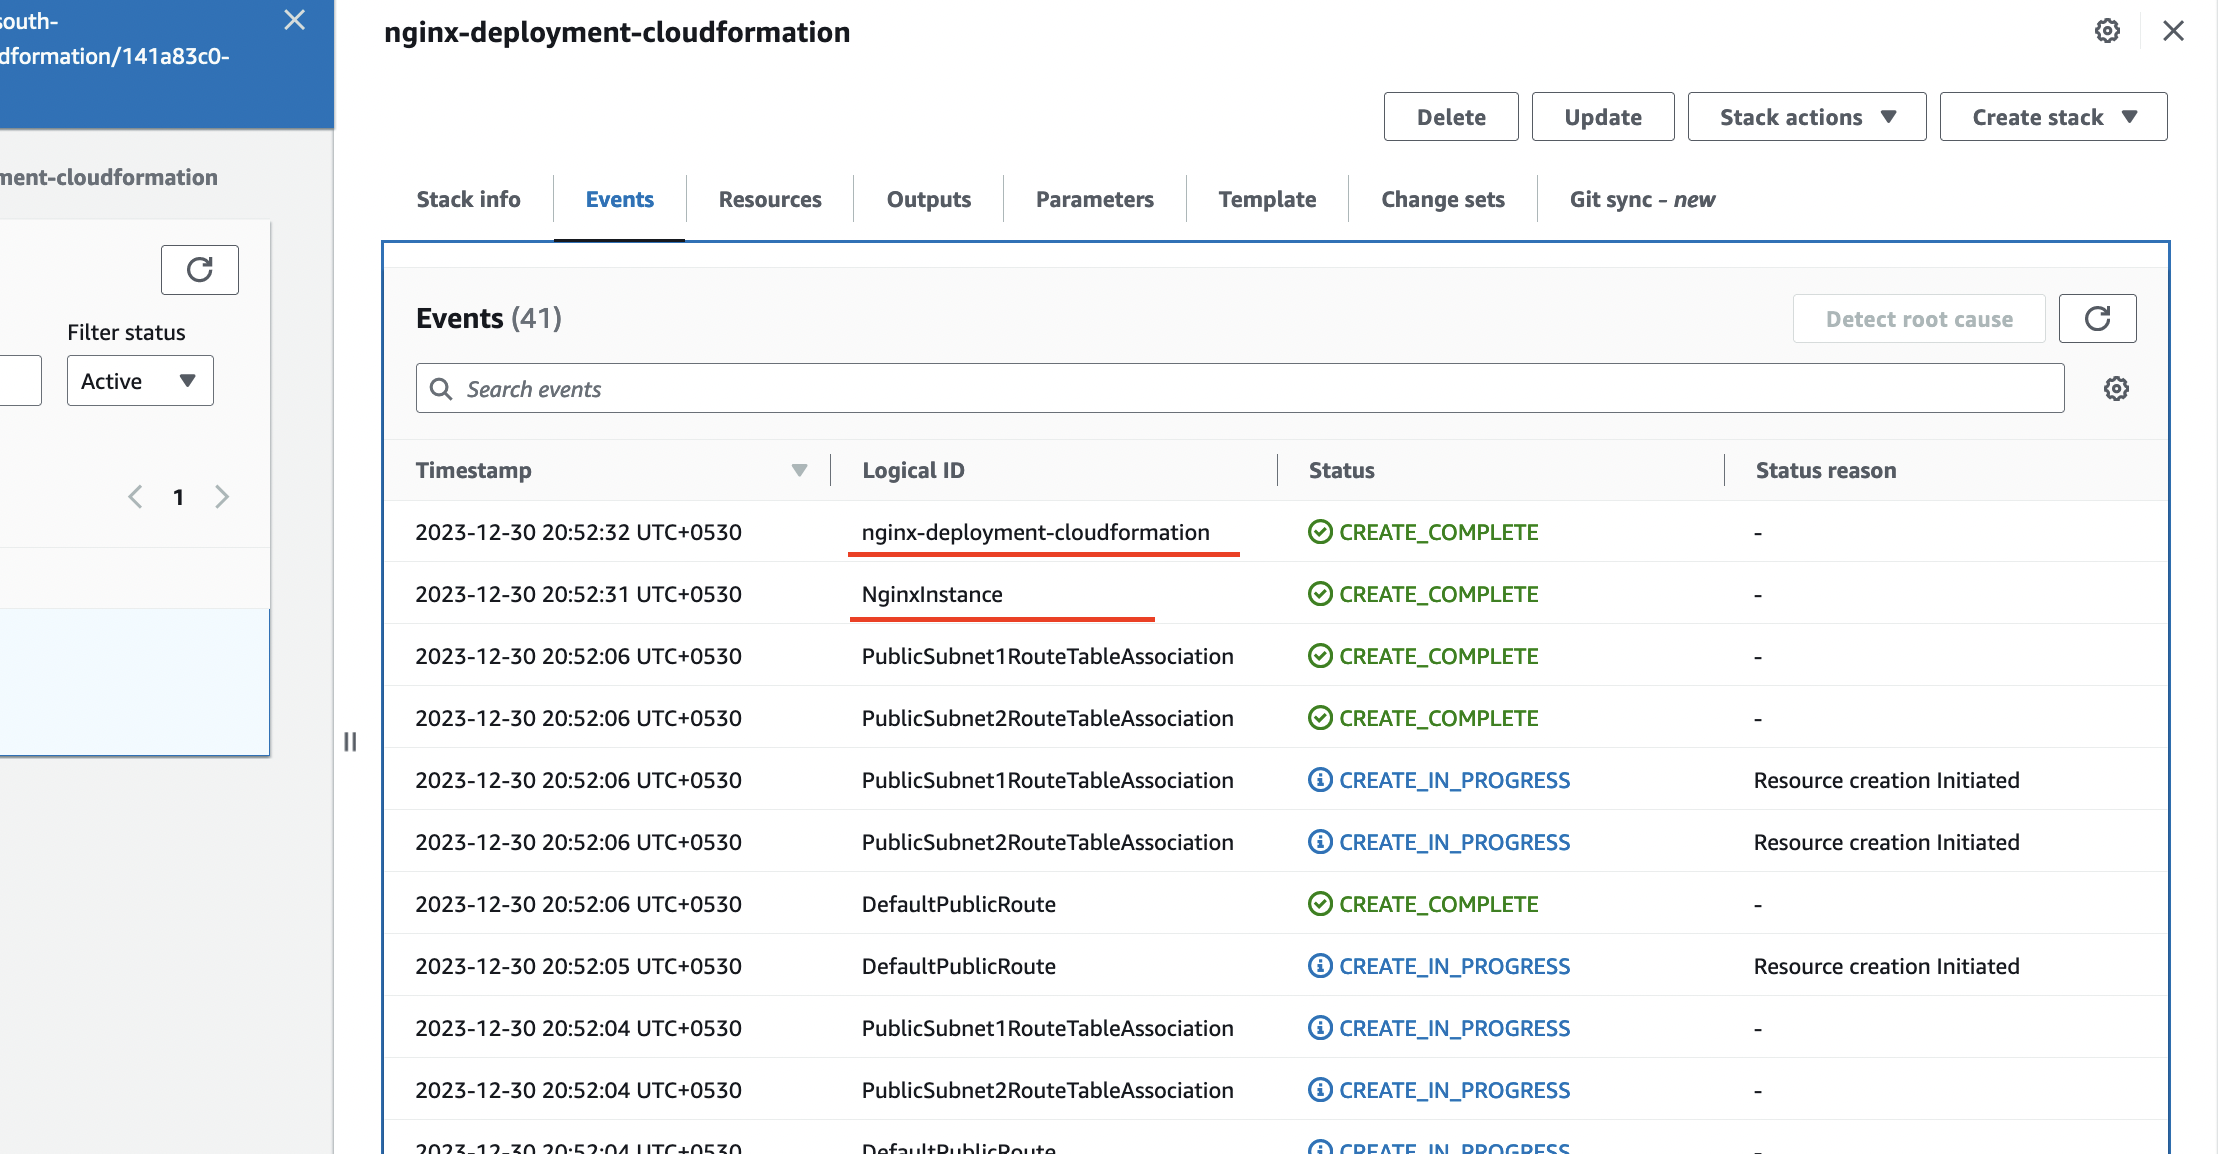 south-
dformation/141a83c0-
ment-cloudformation
Filter status
Active
1
nginx-deployment-cloudformation
Delete
Update
Stack actions
Create stack
Stack info
Events
Resources
Outputs
Parameters
Template
Change sets
Git sync - new
Events (41)
Detect root cause
Search events
Timestamp Logical ID Status Status reason
2023-12-30 20:52:32 UTC+0530 nginx-deployment-cloudformation CREATE_COMPLETE -
2023-12-30 20:52:31 UTC+0530 NginxInstance CREATE_COMPLETE -
2023-12-30 20:52:06 UTC+0530 PublicSubnet1RouteTableAssociation CREATE_COMPLETE -
2023-12-30 20:52:06 UTC+0530 PublicSubnet2RouteTableAssociation CREATE_COMPLETE -
2023-12-30 20:52:06 UTC+0530 PublicSubnet1RouteTableAssociation CREATE_IN_PROGRESS Resource creation Initiated
2023-12-30 20:52:06 UTC+0530 PublicSubnet2RouteTableAssociation CREATE_IN_PROGRESS Resource creation Initiated
2023-12-30 20:52:06 UTC+0530 DefaultPublicRoute CREATE_COMPLETE -
2023-12-30 20:52:05 UTC+0530 DefaultPublicRoute CREATE_IN_PROGRESS Resource creation Initiated
2023-12-30 20:52:04 UTC+0530 PublicSubnet1RouteTableAssociation CREATE_IN_PROGRESS -
2023-12-30 20:52:04 UTC+0530 PublicSubnet2RouteTableAssociation CREATE_IN_PROGRESS -
2023-12-30 20:52:04 UTC+0530 DefaultPublicRoute CREATE_IN_PROGRESS -